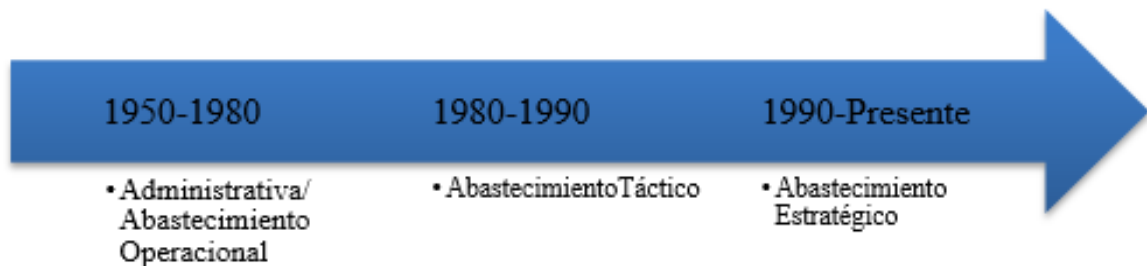 1950-1980
1980-1990
1990-Presente
• Administrativa/
Abastecimiento
Operacional
• AbastecimientoTáctico
• Abastecimiento
Estratégico